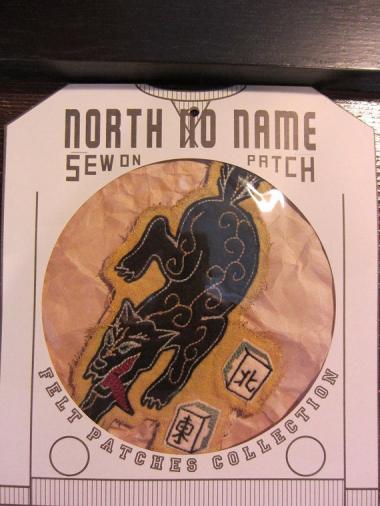 NORTH NO NAME
SEW ON PATCH
北
東
FELT PATCHES COLLECTION